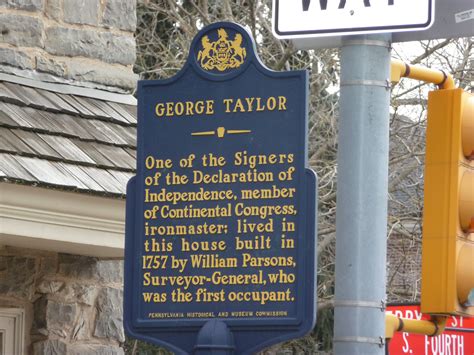 WAY
GEORGE TAYLOR
One of the Signers
of the Declaration of
Independence, member
of Continental Congress,
ironmaster; lived in
this house built in
1757 by William Parsons,
Surveyor-General, who
was the first occupant.
PENNSYLVANIA HISTORICAL AND MUSEUM COMMISSION
ST
S. FOURTH